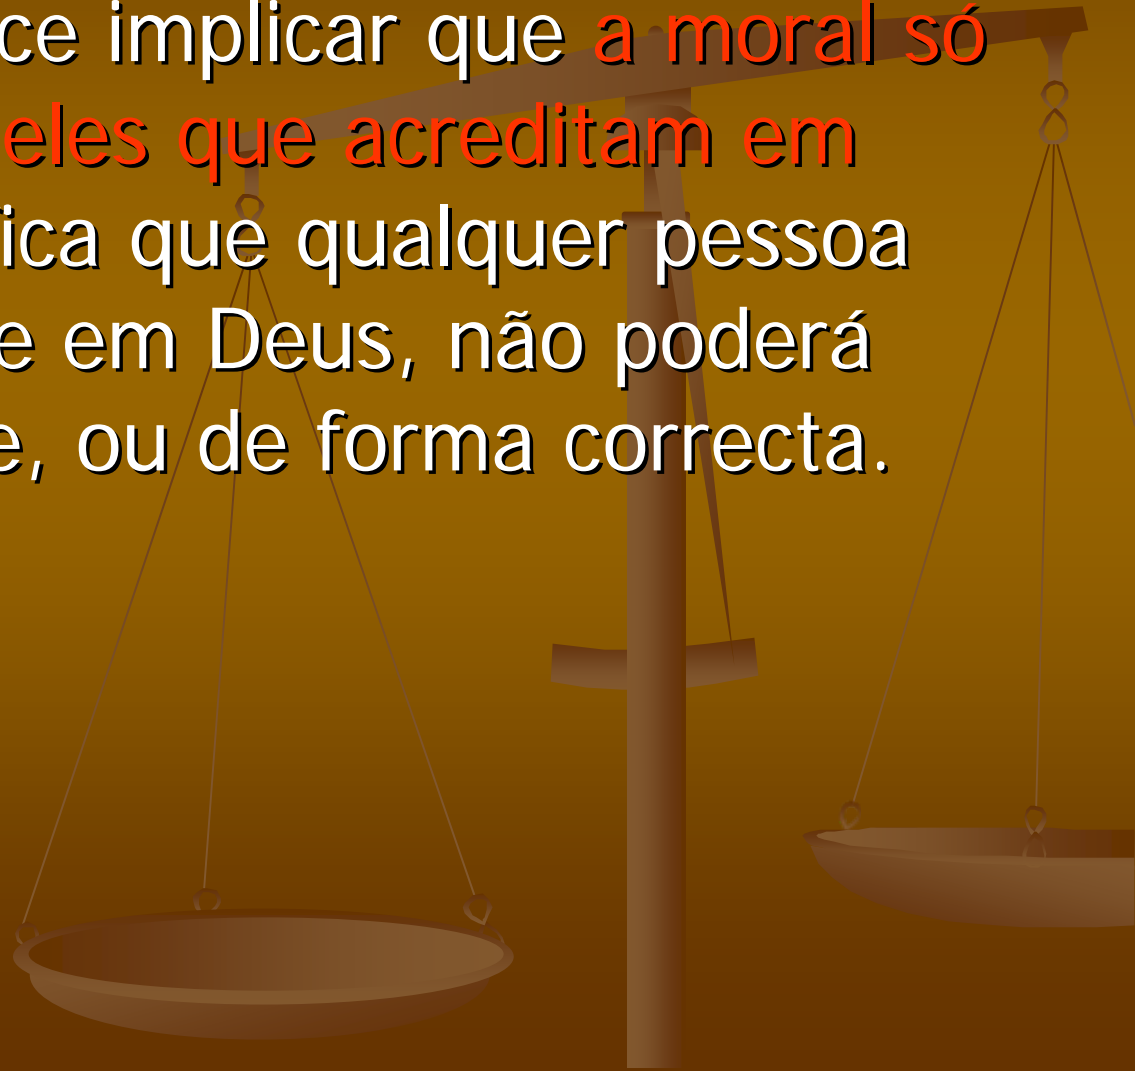 ce implicar que a moral só
eles que acreditam em
ica que qualquer pessoa
e em Deus, não poderá
e, ou de forma correcta.